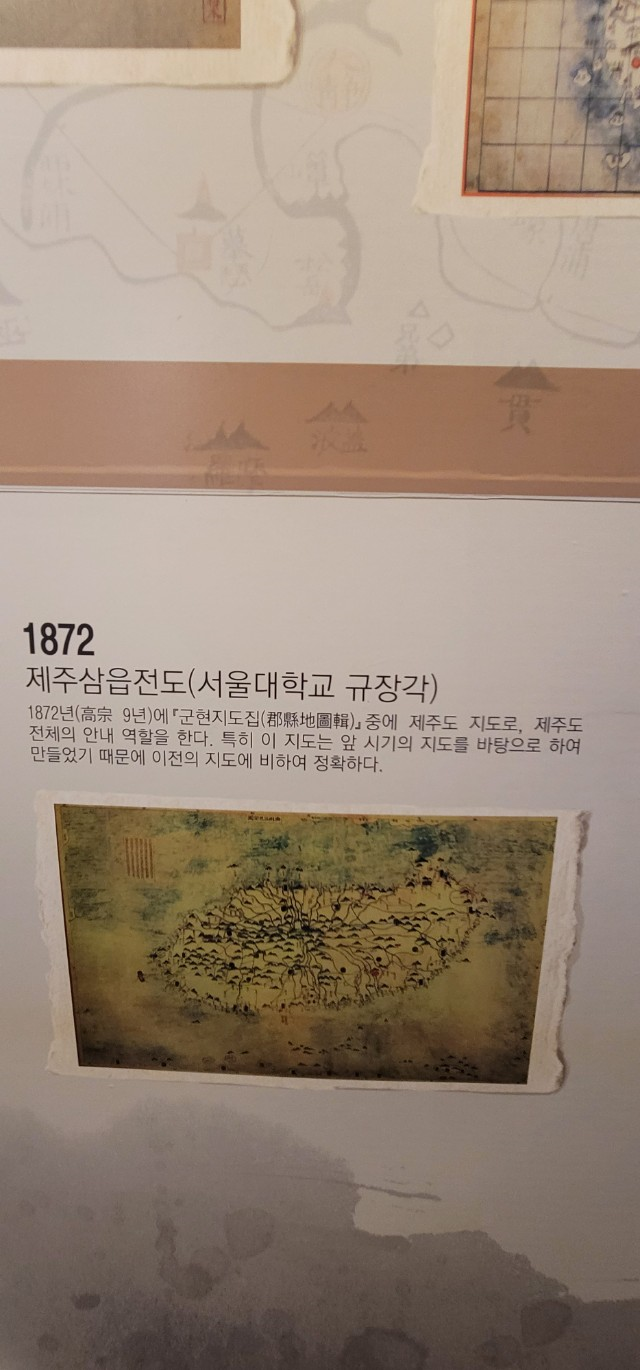 1872
제주삼읍전도(서울대학교 규장각)
1872년(高宗 9년)에『군현지도집(郡縣地圖輯)』중에 제주도 지도로, 제주도
전체의 안내 역할을 한다. 특히 이 지도는 앞 시기의 지도를 바탕으로 하여
만들었기 때문에 이전의 지도에 비하여 정확하다.